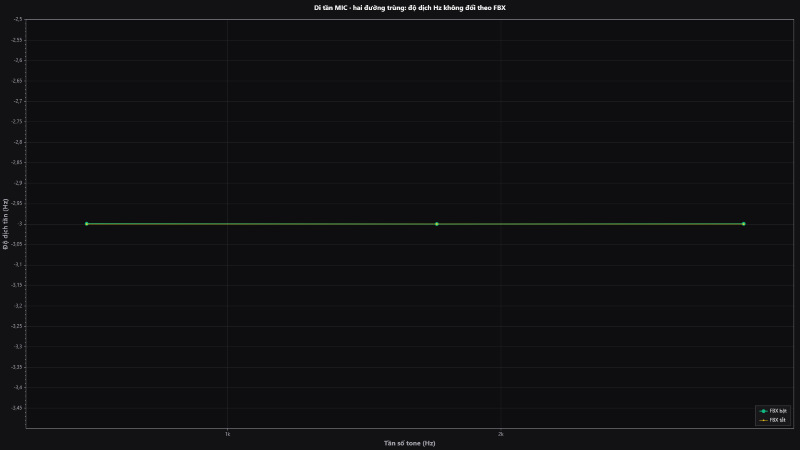 Di tần MIC - hai đường trùng: độ dịch Hz không đổi theo FBX
-2,5
-2,55
-2,6
-2,65
-2,7
-2,75
-2,8
-2,85
-2,9
-2,95
-3
-3,05
-3,1
-3,15
-3,2
-3,25
-3,3
-3,35
-3,4
-3,45
Độ dịch tần (Hz)
1k
2k
Tần số tone (Hz)
FBX bật
FBX tắt